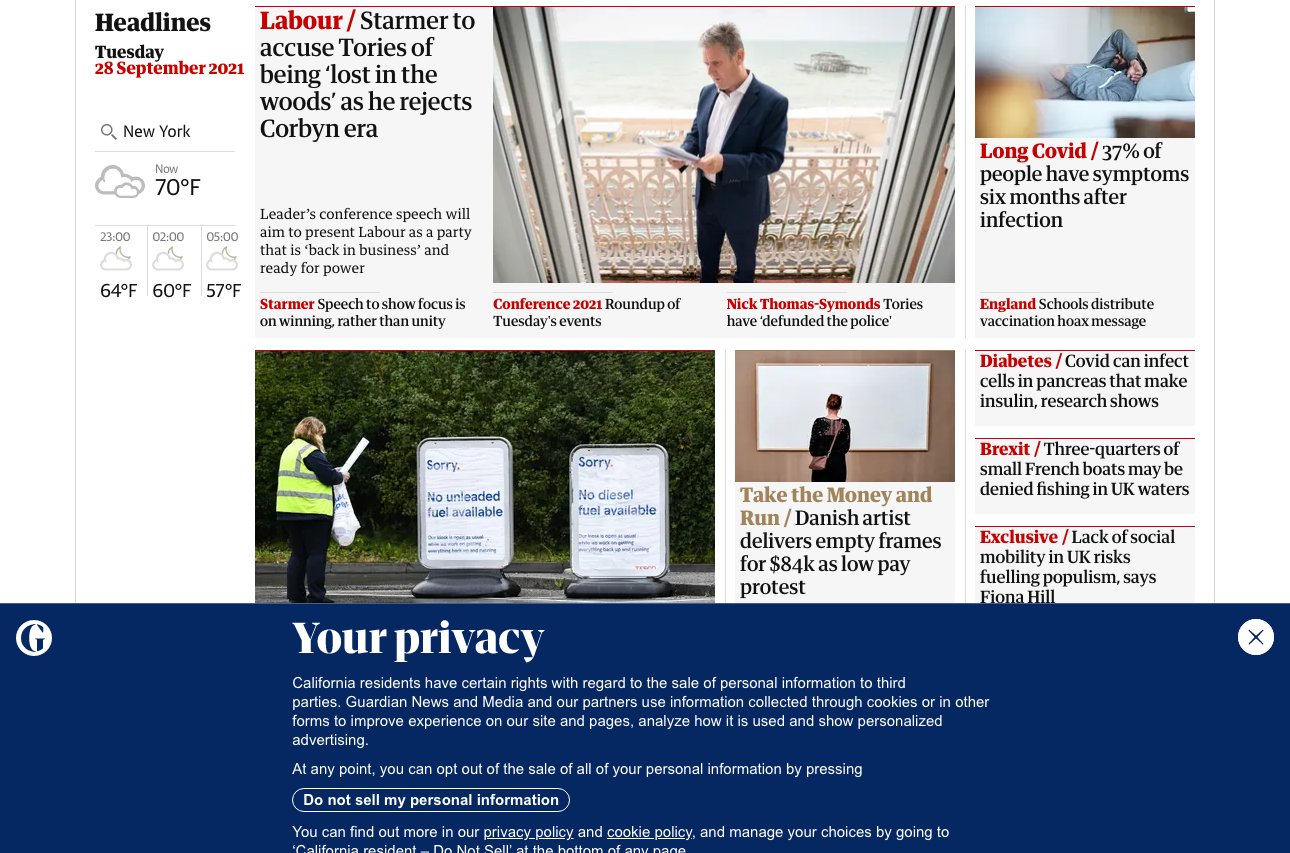 Headlines
Tuesday
28 September 2021
New York
Now
70°F
23:00
02:00
05:00
64°F
60°F
57°F
Labour / Starmer to
accuse Tories of
being ‘lost in the
woods’ as he rejects
Corbyn era
Leader’s conference speech will
aim to present Labour as a party
that is ‘back in business’ and
ready for power
Starmer Speech to show focus is
on winning, rather than unity
Conference 2021 Roundup of
Tuesday's events
Nick Thomas-Symonds Tories
have ‘defunded the police'
Long Covid / 37% of
people have symptoms
six months after
infection
England Schools distribute
vaccination hoax message
Sorry.
No unleaded
fuel available
Our kiosk is open as usual
while we work on getting
everything back up and running
Sorry.
No diesel
fuel available
Our kiosk is open as usual
while we work on getting
everything back up and running
TESCO
Take the Money and
Run / Danish artist
delivers empty frames
for $84k as low pay
protest
Diabetes / Covid can infect
cells in pancreas that make
insulin, research shows
Brexit / Three-quarters of
small French boats may be
denied fishing in UK waters
Exclusive / Lack of social
mobility in UK risks
fuelling populism, says
Fiona Hill
Your privacy
California residents have certain rights with regard to the sale of personal information to third
parties. Guardian News and Media and our partners use information collected through cookies or in other
forms to improve experience on our site and pages, analyze how it is used and show personalized
advertising.
At any point, you can opt out of the sale of all of your personal information by pressing
Do not sell my personal information
You can find out more in our privacy policy and cookie policy, and manage your choices by going to
‘California resident – Do Not Sell’ at the bottom of any page.